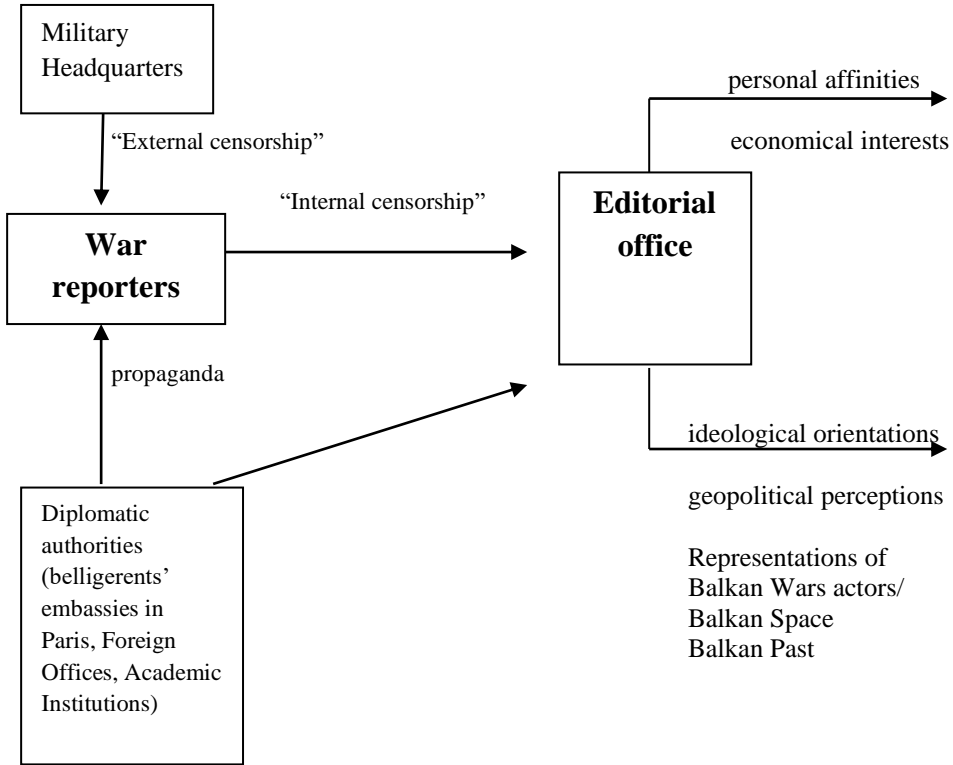 Military
Headquarters
“External censorship”
War
reporters
“Internal censorship”
propaganda
Diplomatic
authorities
(belligerents’
embassies in
Paris, Foreign
Offices, Academic
Institutions)
Editorial
office
personal affinities
economical interests
ideological orientations
geopolitical perceptions
Representations of
Balkan Wars actors/
Balkan Space
Balkan Past